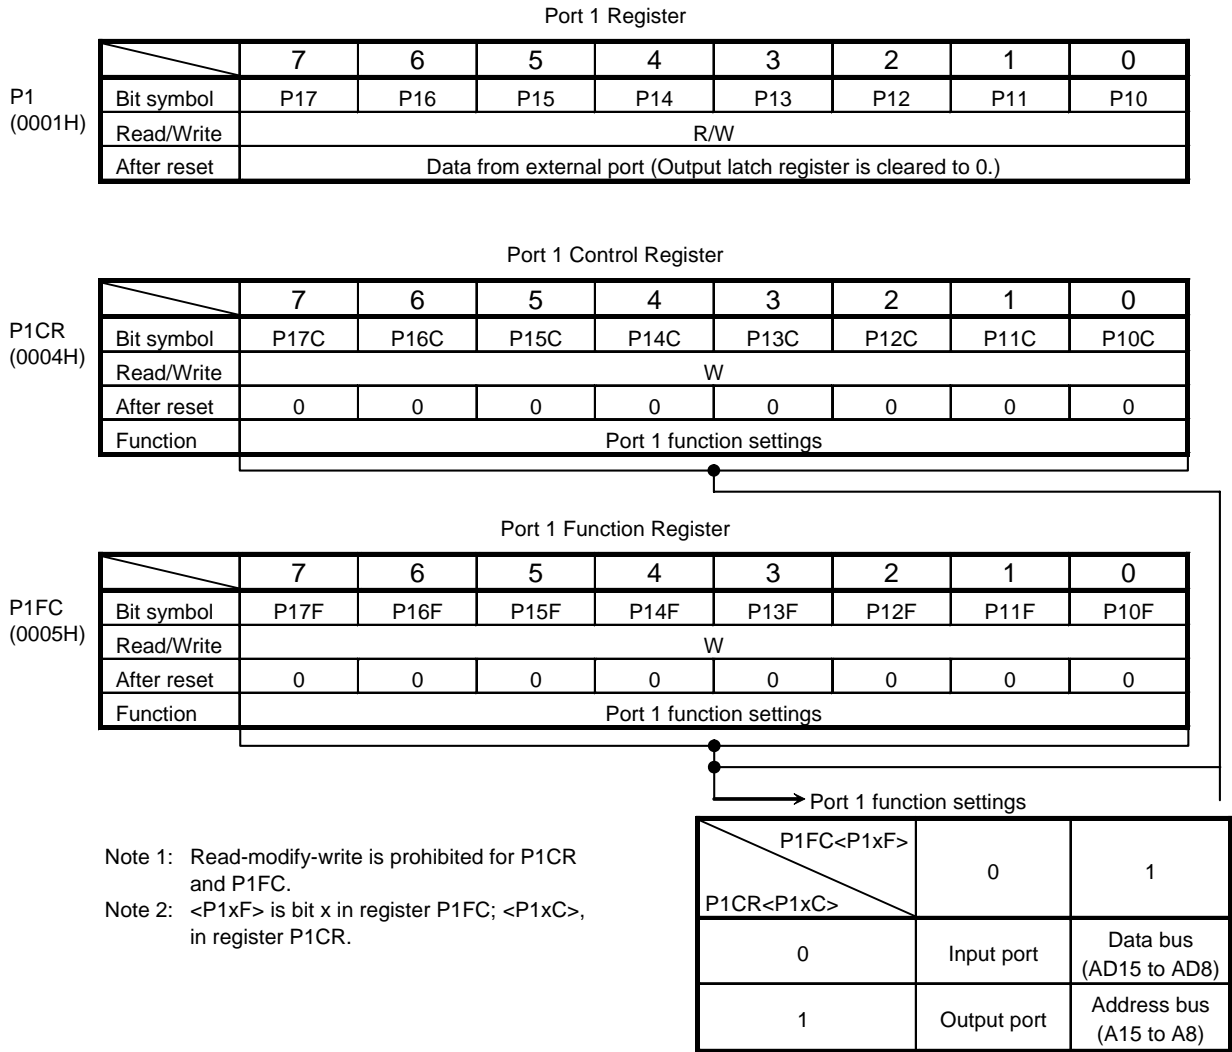 Port 1 Register
7 6 5 4 3 2 1 0
P1
(0001H)
Bit symbol P17 P16 P15 P14 P13 P12 P11 P10
Read/Write R/W
After reset Data from external port (Output latch register is cleared to 0.)
Port 1 Control Register
7 6 5 4 3 2 1 0
P1CR
(0004H)
Bit symbol P17C P16C P15C P14C P13C P12C P11C P10C
Read/Write W
After reset 0 0 0 0 0 0 0 0
Function Port 1 function settings
Port 1 Function Register
7 6 5 4 3 2 1 0
P1FC
(0005H)
Bit symbol P17F P16F P15F P14F P13F P12F P11F P10F
Read/Write W
After reset 0 0 0 0 0 0 0 0
Function Port 1 function settings
Note 1: Read-modify-write is prohibited for P1CR
and P1FC.
Note 2: <P1xF> is bit x in register P1FC; <P1xC>,
in register P1CR.
Port 1 function settings
P1FC<P1xF>
P1CR<P1xC>
0 1
0 Input port Data bus
(AD15 to AD8)
1 Output port Address bus
(A15 to A8)